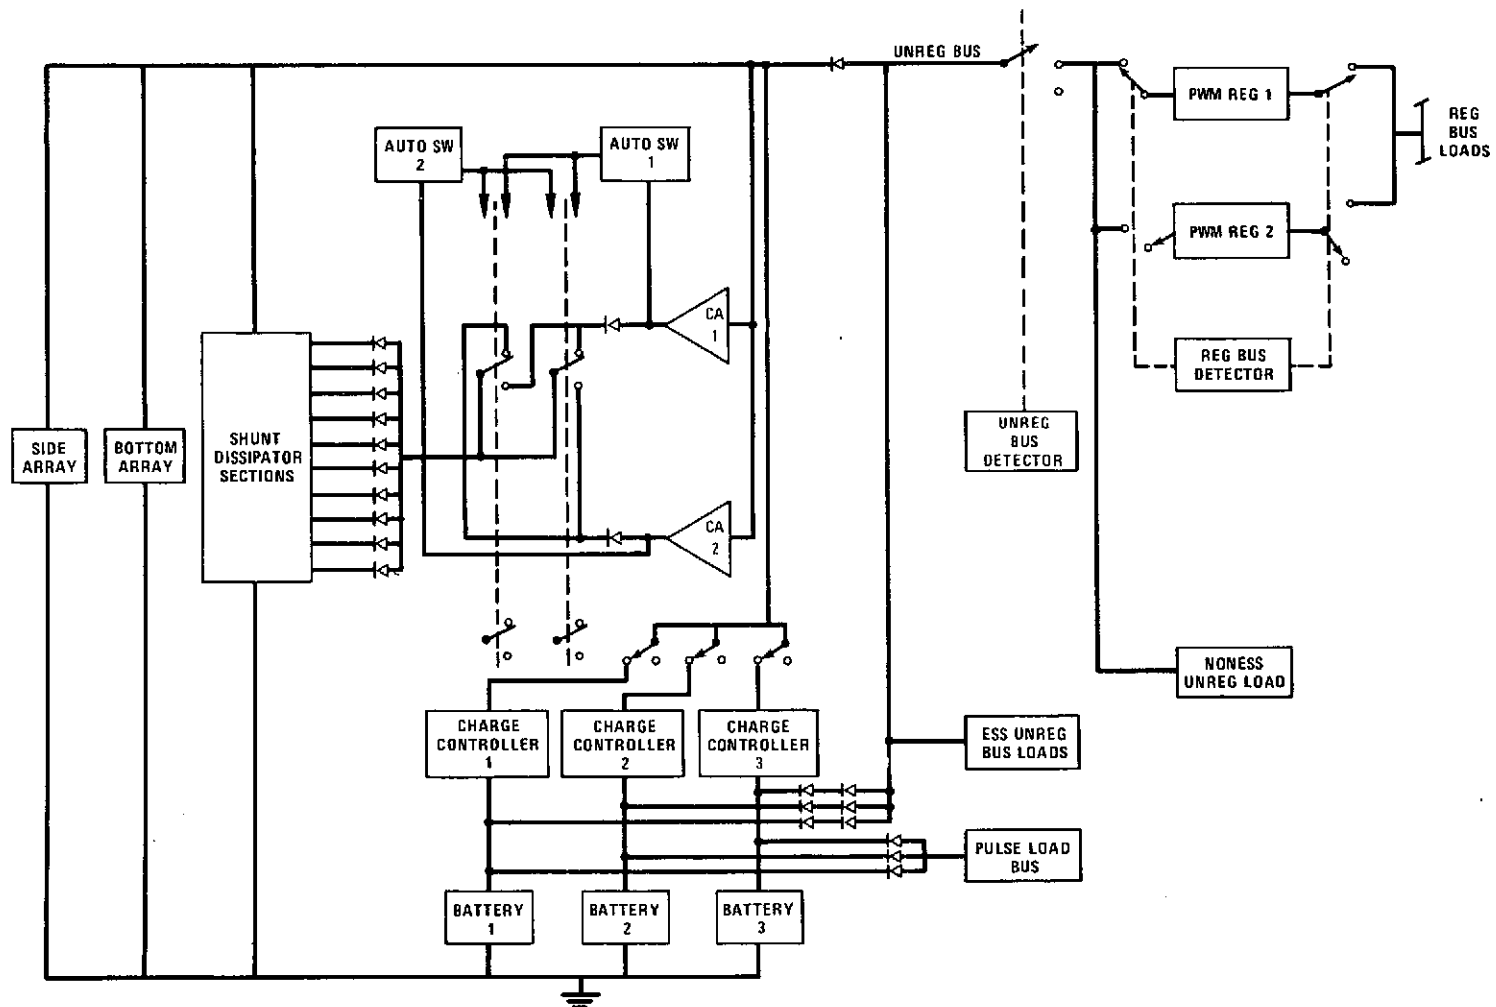 UNREG BUS
PWM REG 1
REG
BUS
LOADS
AUTO SW
2
AUTO SW
1
PWM REG 2
CA
1
REG BUS
DETECTOR
SIDE
ARRAY
BOTTOM
ARRAY
SHUNT
DISSIPATOR
SECTIONS
UNREG
BUS
DETECTOR
CA
2
NONESS
UNREG LOAD
CHARGE
CONTROLLER
1
CHARGE
CONTROLLER
2
CHARGE
CONTROLLER
3
ESS UNREG
BUS LOADS
PULSE LOAD
BUS
BATTERY
1
BATTERY
2
BATTERY
3